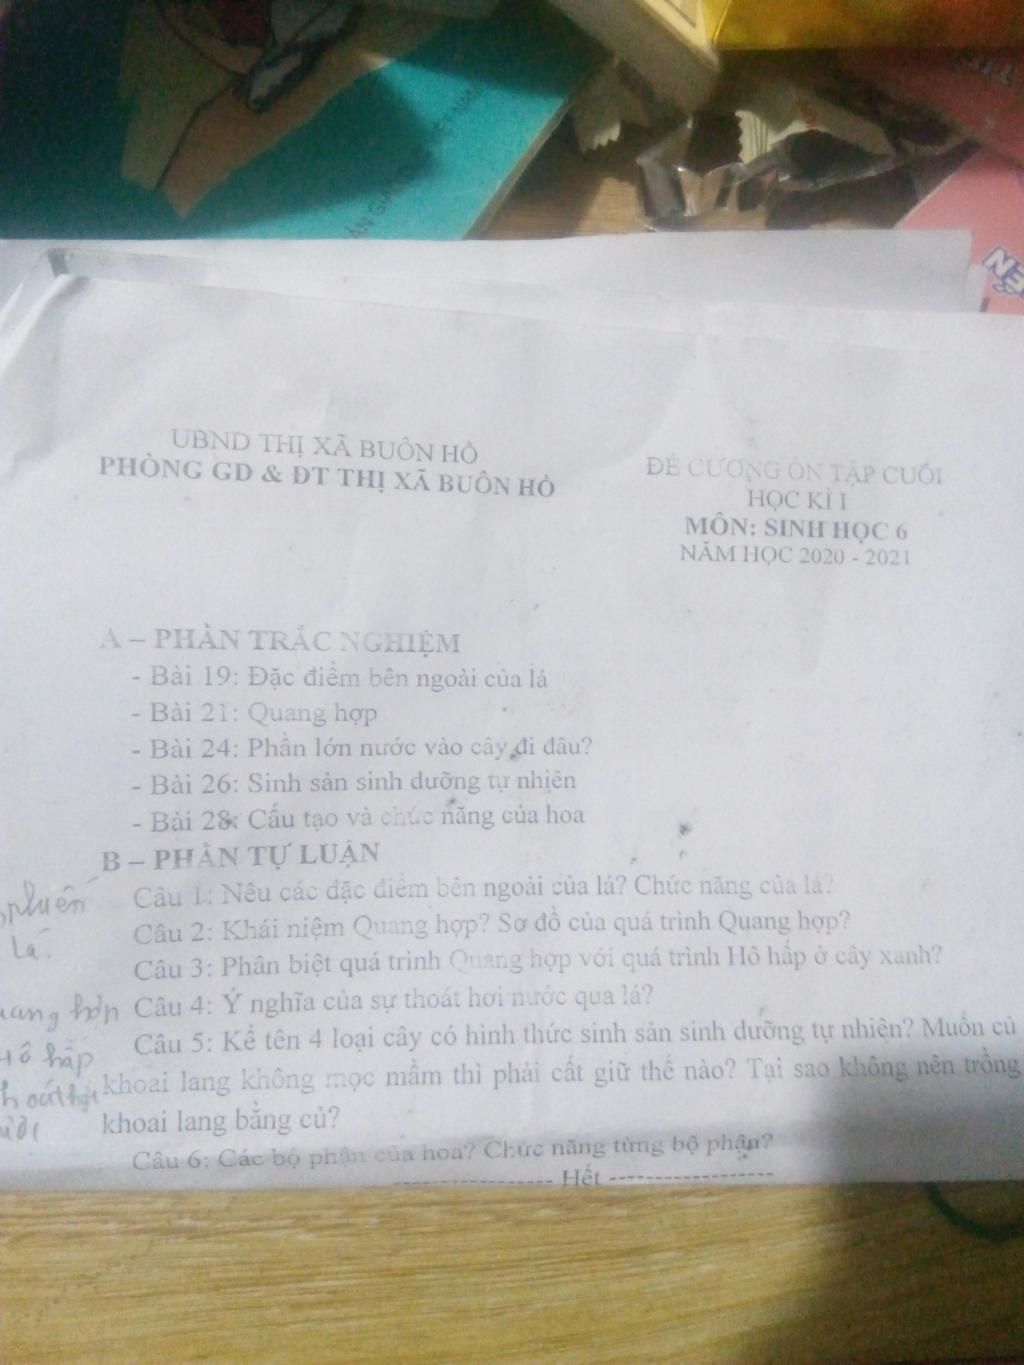 UBND THỊ XÃ BUÔN HỒ
PHÒNG GD & ĐT THỊ XÃ BUÔN HỒ
ĐỀ CƯƠNG ÔN TẬP CUỐI
HỌC KÌ I
MÔN: SINH HỌC 6
NĂM HỌC 2020 - 2021
A – PHẦN TRẮC NGHIỆM
- Bài 19: Đặc điểm bên ngoài của lá
- Bài 21: Quang hợp
- Bài 24: Phần lớn nước vào cây đi đâu?
- Bài 26: Sinh sản sinh dưỡng tự nhiên
- Bài 28: Cấu tạo và chức năng của hoa
B – PHẦN TỰ LUẬN
Câu 1: Nêu các đặc điểm bên ngoài của lá? Chức năng của lá?
phiến
Lá.
Câu 2: Khái niệm Quang hợp? Sơ đồ của quá trình Quang hợp?
Câu 3: Phân biệt quá trình Quang hợp với quá trình Hô hấp ở cây xanh?
Câu 4: Ý nghĩa của sự thoát hơi nước qua lá?
hợp
hấp
Câu 5: Kể tên 4 loại cây có hình thức sinh sản sinh dưỡng tự nhiên? Muốn củ
khoai lang không mọc mầm thì phải cất giữ thế nào? Tại sao không nên trồng
khoai lang bằng củ?
Câu 6: Các bộ phận của hoa? Chức năng từng bộ phận?
---------------- Hết -----------------